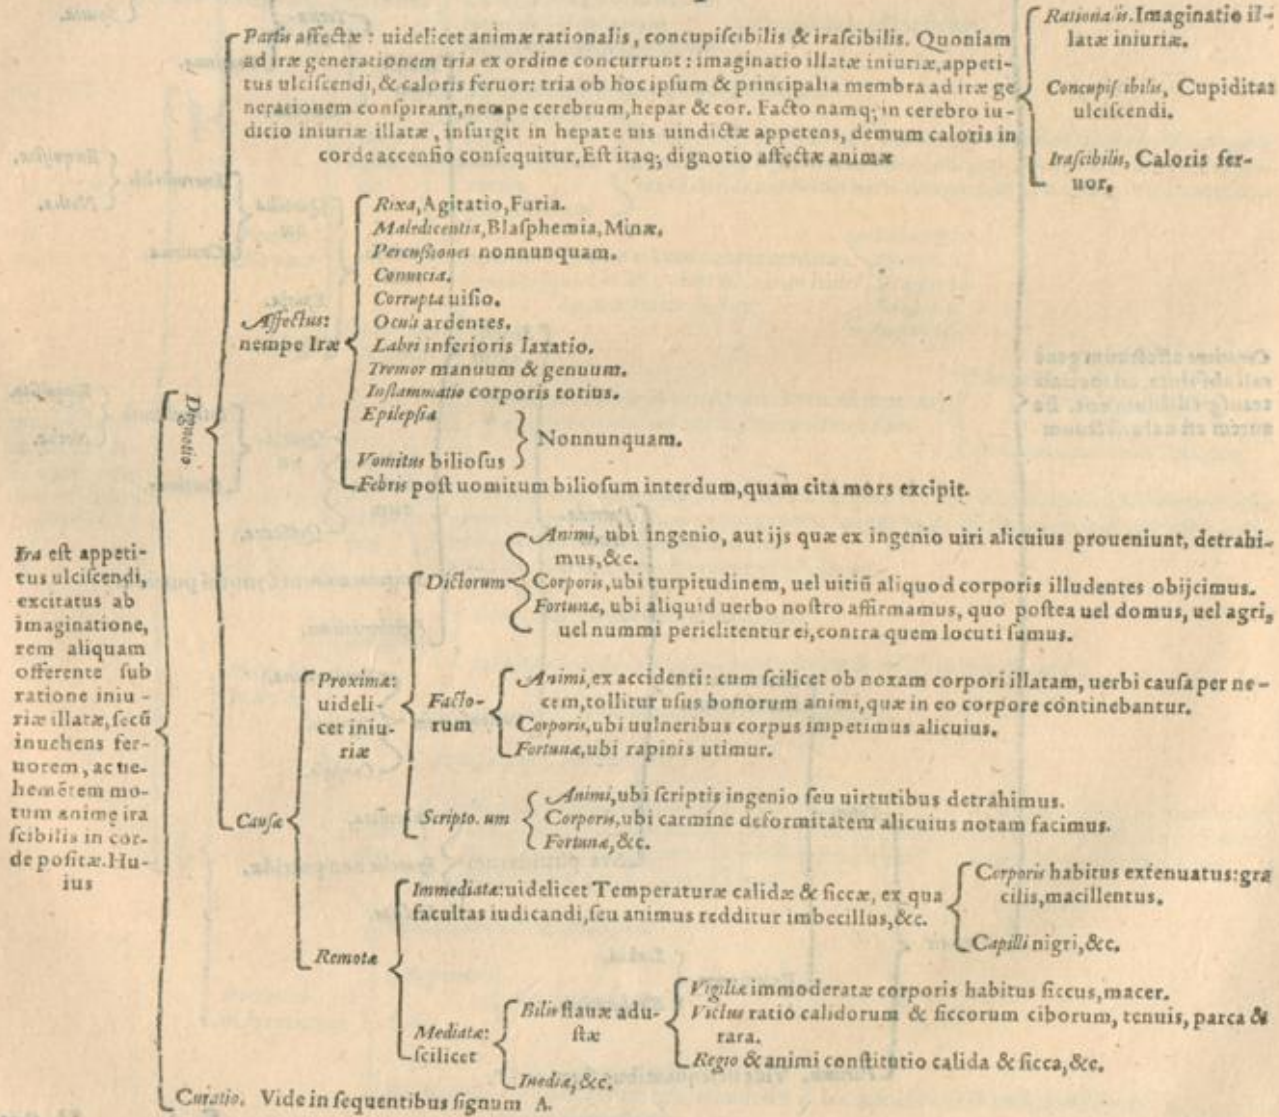 Partis affectæ: uidelicet animæ rationalis, concupiſcibilis & iraſcibilis. Quoniam
ad iræ generationem tria ex ordine concurrunt: imaginatio illatæ iniuriæ, appeti-
tus ulciſcendi, & caloris feruor: tria ob hoc ipſum & principalia membra ad iræ ge
nerationem conſpirant, nempe cerebrum, hepar & cor. Facto namq; in cerebro iu-
dicio iniuriæ illatæ, inſurgit in hepate uis uindictæ appetens, demum caloris in
corde accenſio conſequitur. Eſt itaq; dignotio affectæ animæ
Rationalis. Imaginatio il-
latæ iniuriæ.
Concupiſcibilis, Cupiditas
ulciſcendi.
Iraſcibilis, Caloris fer-
uor.
Affectus:
nempe Iræ
Rixa, Agitatio, Furia.
Maledicentia, Blaſphemia, Minæ.
Percuſſiones nonnunquam.
Conuicia.
Corrupta uiſio.
Oculi ardentes.
Labri inferioris laxatio.
Tremor manuum & genuum.
Inflammatio corporis totius.
Epilepſia
Vomitus bilioſus
Nonnunquam.
Febris poſt uomitum bilioſum interdum, quam cita mors excipit.
Dignotio
Ira eſt appeti-
tus ulciſcendi,
excitatus ab
imaginatione,
rem aliquam
offerente ſub
ratione iniu-
riæ illatæ, ſecū
inuehens fer-
uorem, ac ue-
hemētem mo-
tum animę ira
ſcibilis in cor-
de poſitæ. Hu-
ius
Cauſæ
Proximæ:
uideli-
cet iniu-
riæ
Dictorum
Animi, ubi ingenio, aut ijs quæ ex ingenio uiri alicuius proueniunt, detrahi-
mus, &c.
Corporis, ubi turpitudinem, uel uitiū aliquod corporis illudentes obijcimus.
Fortunæ, ubi aliquid uerbo noſtro affirmamus, quo poſtea uel domus, uel agri,
uel nummi periclitentur ei, contra quem locuti ſumus.
Facto-
rum
Animi, ex accidenti: cum ſcilicet ob noxam corpori illatam, uerbi cauſa per ne-
cem, tollitur uſus bonorum animi, quæ in eo corpore continebantur.
Corporis, ubi uulneribus corpus impetimus alicuius.
Fortunæ, ubi rapinis utimur.
Scriptorum
Animi, ubi ſcriptis ingenio ſeu uirtutibus detrahimus.
Corporis, ubi carmine deformitatem alicuius notam facimus.
Fortunæ, &c.
Remotæ
Immediatæ: uidelicet Temperaturæ calidæ & ſiccæ, ex qua
facultas iudicandi, ſeu animus redditur imbecillus, &c.
Corporis habitus extenuatus: gra
cilis, macillentus.
Capilli nigri, &c.
Mediatæ:
ſcilicet
Bilis flauæ adu-
ſtæ
Vigiliæ immoderatæ corporis habitus ſiccus, macer.
Victus ratio calidorum & ſiccorum ciborum, tenuis, parca &
rara.
Regio & animi conſtitutio calida & ſicca, &c.
Inediæ, &c.
Curatio. Vide in ſequentibus ſignum A.